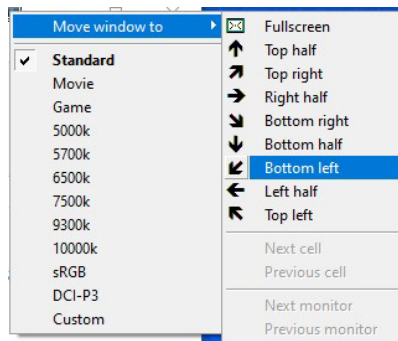 Move window to
Standard
Movie
Game
5000k
5700k
6500k
7500k
9300k
10000k
sRGB
DCI-P3
Custom
Fullscreen
Top half
Top right
Right half
Bottom right
Bottom half
Bottom left
Left half
Top left
Next cell
Previous cell
Next monitor
Previous monitor